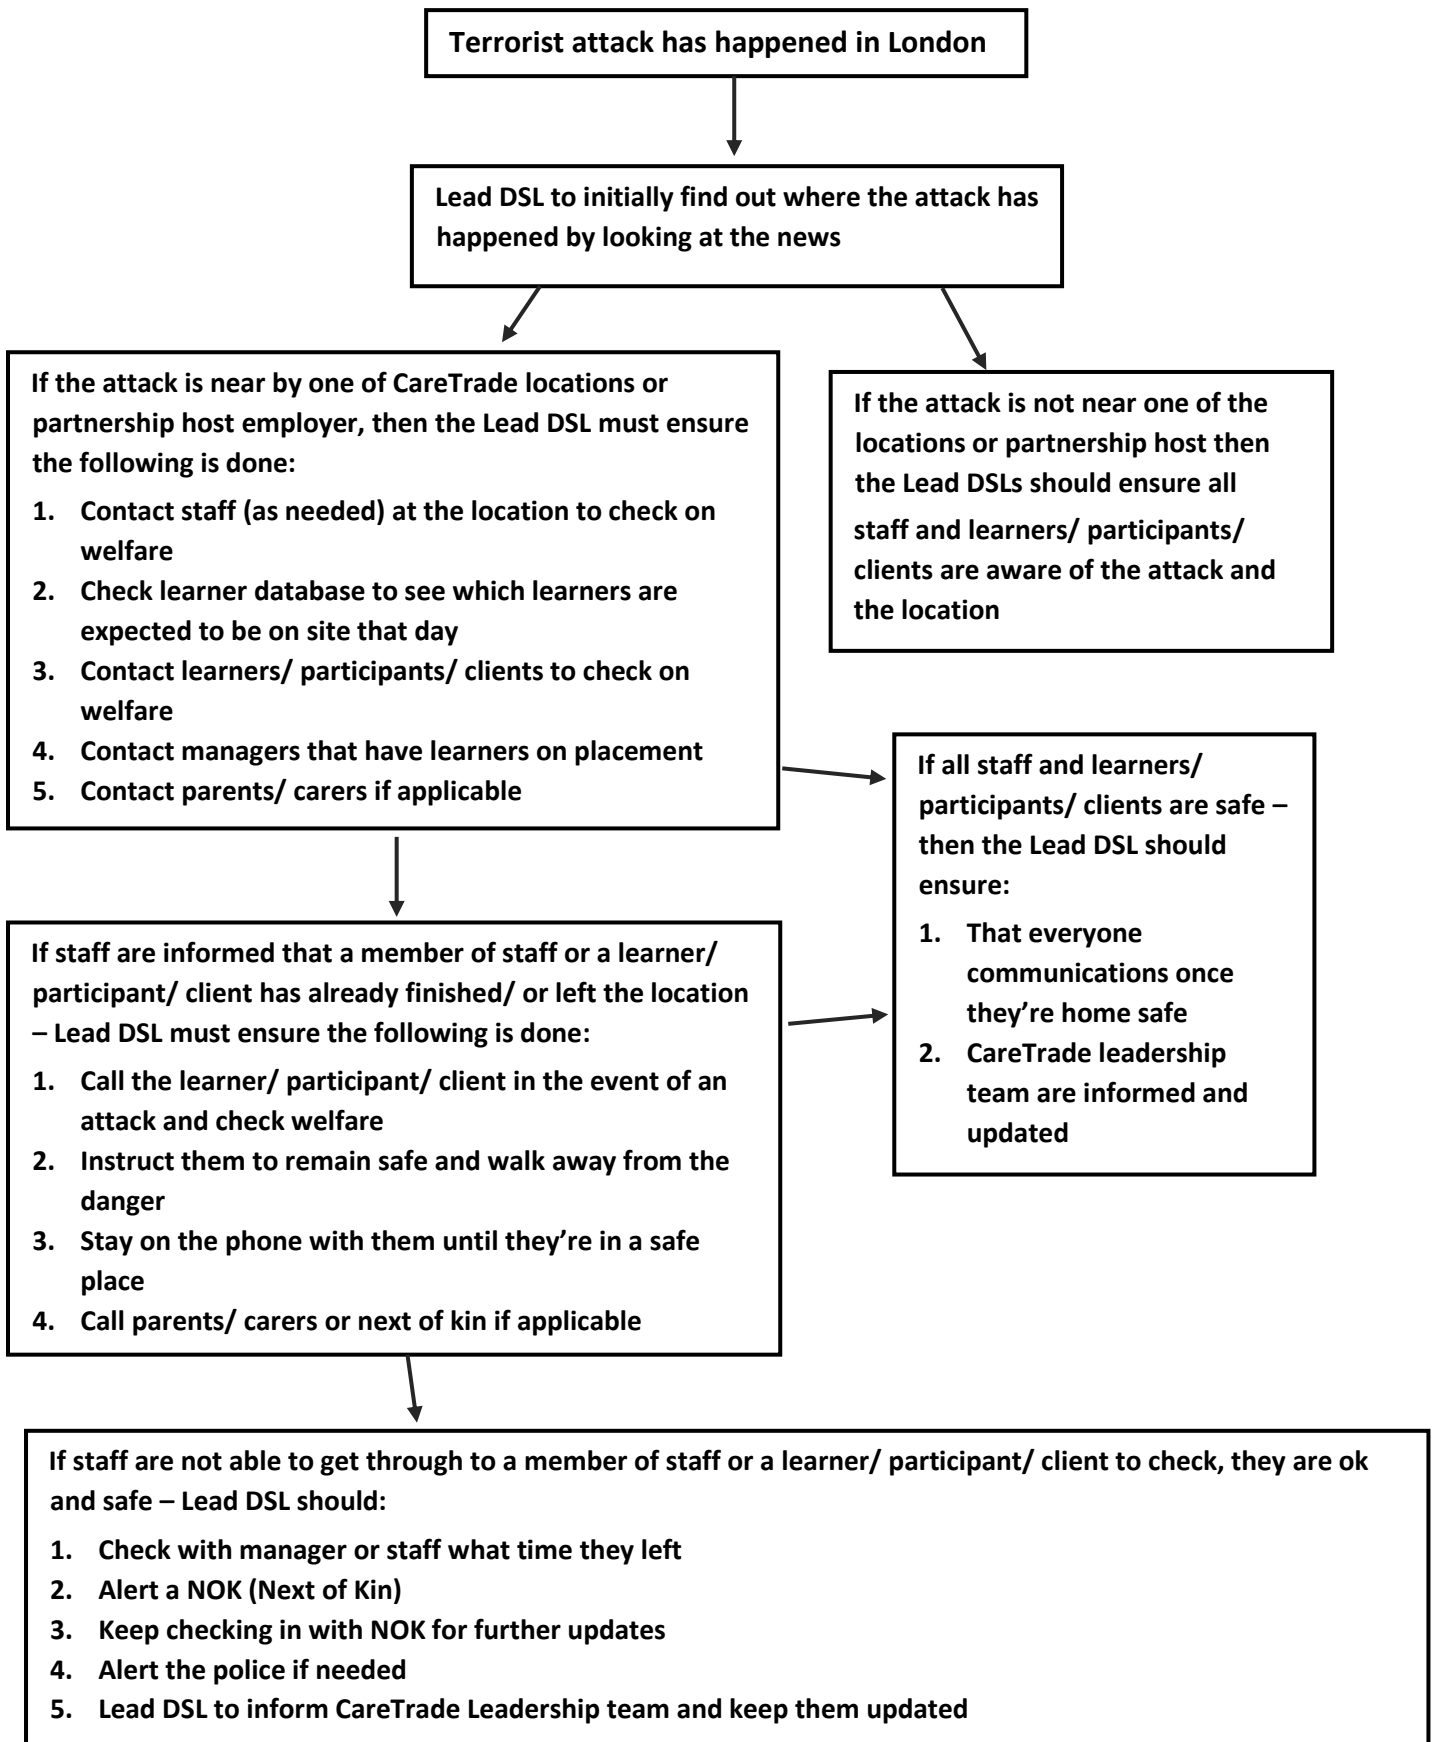 Terrorist attack has happened in London
Lead DSL to initially find out where the attack has
happened by looking at the news
If the attack is near by one of CareTrade locations or
partnership host employer, then the Lead DSL must ensure
the following is done:
1. Contact staff (as needed) at the location to check on
welfare
2. Check learner database to see which learners are
expected to be on site that day
3. Contact learners/ participants/ clients to check on
welfare
4. Contact managers that have learners on placement
5. Contact parents/ carers if applicable
If the attack is not near one of the
locations or partnership host then
the Lead DSLs should ensure all
staff and learners/ participants/
clients are aware of the attack and
the location
If all staff and learners/
participants/ clients are safe –
then the Lead DSL should
ensure:
1. That everyone
communications once
they’re home safe
2. CareTrade leadership
team are informed and
updated
If staff are informed that a member of staff or a learner/
participant/ client has already finished/ or left the location
– Lead DSL must ensure the following is done:
1. Call the learner/ participant/ client in the event of an
attack and check welfare
2. Instruct them to remain safe and walk away from the
danger
3. Stay on the phone with them until they’re in a safe
place
4. Call parents/ carers or next of kin if applicable
If staff are not able to get through to a member of staff or a learner/ participant/ client to check, they are ok
and safe – Lead DSL should:
1. Check with manager or staff what time they left
2. Alert a NOK (Next of Kin)
3. Keep checking in with NOK for further updates
4. Alert the police if needed
5. Lead DSL to inform CareTrade Leadership team and keep them updated